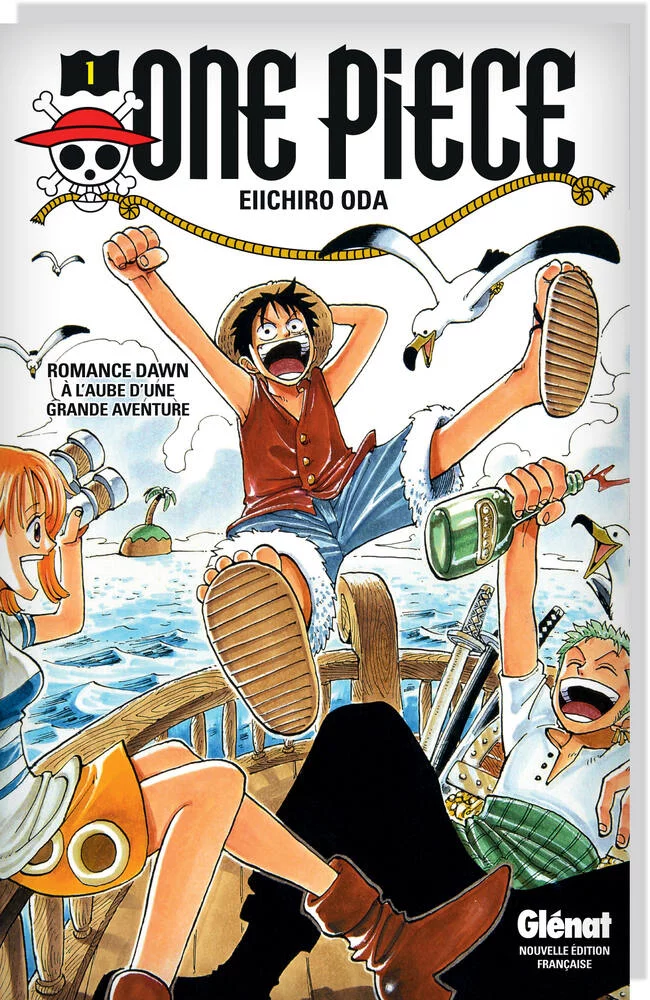 1
ONE PIECE
EIICHIRO ODA
ROMANCE DAWN
À L'AUBE D'UNE
GRANDE AVENTURE
Glénat
NOUVELLE ÉDITION
FRANÇAISE